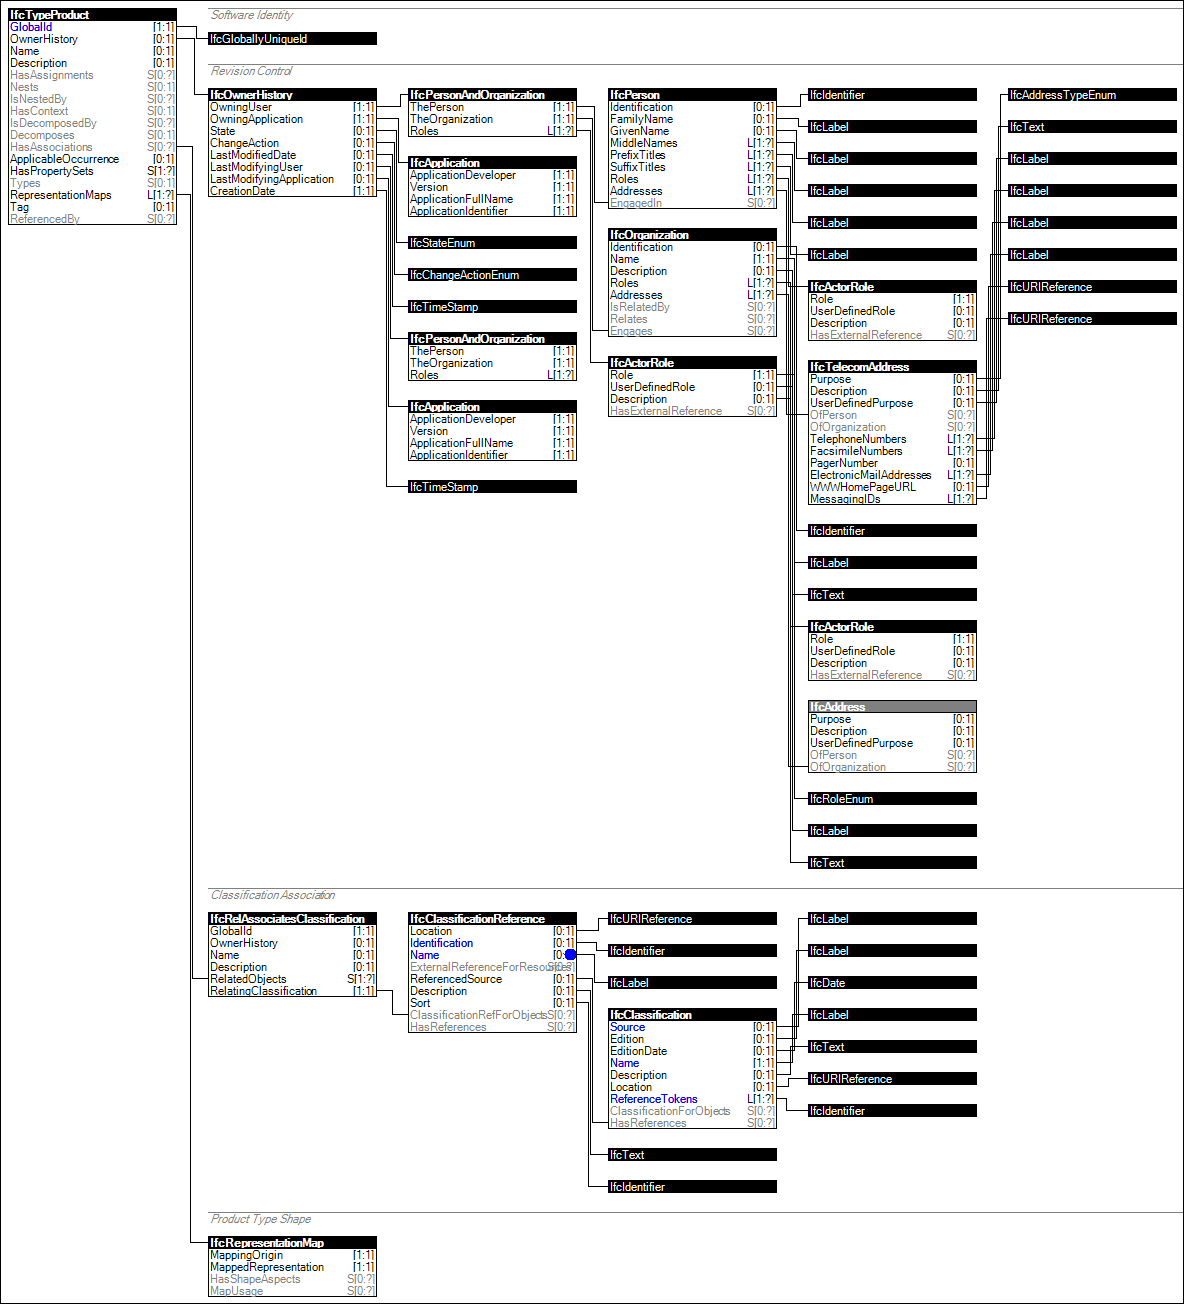 IfcTypeProduct
GlobalId [1:1]
OwnerHistory [0:1]
Name [0:1]
Description [0:1]
HasAssignments S[0:?]
Nests S[0:1]
IsNestedBy S[0:?]
HasContext S[0:1]
IsDecomposedBy S[0:?]
Decomposes S[0:1]
HasAssociations S[0:?]
ApplicableOccurrence [0:1]
HasPropertySets S[1:?]
Types S[0:1]
RepresentationMaps L[1:?]
Tag [0:1]
ReferencedBy S[0:?]
Software Identity
IfcGloballyUniqueId
Revision Control
IfcOwnerHistory
OwningUser [1:1]
OwningApplication [1:1]
State [0:1]
ChangeAction [0:1]
LastModifiedDate [0:1]
LastModifyingUser [0:1]
LastModifyingApplication [0:1]
CreationDate [1:1]
IfcPersonAndOrganization
ThePerson [1:1]
TheOrganization [1:1]
Roles L[1:?]
IfcApplication
ApplicationDeveloper [1:1]
Version [1:1]
ApplicationFullName [1:1]
ApplicationIdentifier [1:1]
IfcStateEnum
IfcChangeActionEnum
IfcTimeStamp
IfcPersonAndOrganization
ThePerson [1:1]
TheOrganization [1:1]
Roles L[1:?]
IfcApplication
ApplicationDeveloper [1:1]
Version [1:1]
ApplicationFullName [1:1]
ApplicationIdentifier [1:1]
IfcTimeStamp
IfcPerson
Identification [0:1]
FamilyName [0:1]
GivenName [0:1]
MiddleNames L[1:?]
PrefixTitles L[1:?]
SuffixTitles L[1:?]
Roles L[1:?]
Addresses L[1:?]
EngagedIn S[0:?]
IfcOrganization
Identification [0:1]
Name [1:1]
Description [0:1]
Roles L[1:?]
Addresses L[1:?]
IsRelatedBy S[0:?]
Relates S[0:?]
Engages S[0:?]
IfcActorRole
Role [1:1]
UserDefinedRole [0:1]
Description [0:1]
HasExternalReference S[0:?]
IfcIdentifier
IfcLabel
IfcLabel
IfcLabel
IfcLabel
IfcLabel
IfcActorRole
Role [1:1]
UserDefinedRole [0:1]
Description [0:1]
HasExternalReference S[0:?]
IfcTelecomAddress
Purpose [0:1]
Description [0:1]
UserDefinedPurpose [0:1]
OfPerson S[0:?]
OfOrganization S[0:?]
TelephoneNumbers L[1:?]
FacsimileNumbers L[1:?]
PagerNumber [0:1]
ElectronicMailAddresses L[1:?]
WWWHomePageURL [0:1]
MessagingIDs L[1:?]
IfcIdentifier
IfcLabel
IfcText
IfcActorRole
Role [1:1]
UserDefinedRole [0:1]
Description [0:1]
HasExternalReference S[0:?]
IfcAddress
Purpose [0:1]
Description [0:1]
UserDefinedPurpose [0:1]
OfPerson S[0:?]
OfOrganization S[0:?]
IfcRoleEnum
IfcLabel
IfcText
IfcAddressTypeEnum
IfcText
IfcLabel
IfcLabel
IfcLabel
IfcLabel
IfcURIReference
IfcURIReference
Classification Association
IfcRelAssociatesClassification
GlobalId [1:1]
OwnerHistory [0:1]
Name [0:1]
Description [0:1]
RelatedObjects S[1:?]
RelatingClassification [1:1]
IfcClassificationReference
Location [0:1]
Identification [0:1]
Name
ExternalReferenceForResources S[0:?]
ReferencedSource [0:1]
Description [0:1]
Sort [0:1]
ClassificationRefForObjects S[0:?]
HasReferences S[0:?]
IfcURIReference
IfcIdentifier
IfcLabel
IfcClassification
Source [0:1]
Edition [0:1]
EditionDate [0:1]
Name [1:1]
Description [0:1]
Location [0:1]
ReferenceTokens L[1:?]
ClassificationForObjects S[0:?]
HasReferences S[0:?]
IfcText
IfcIdentifier
IfcLabel
IfcLabel
IfcDate
IfcLabel
IfcText
IfcURIReference
IfcIdentifier
Product Type Shape
IfcRepresentationMap
MappingOrigin [1:1]
MappedRepresentation [1:1]
HasShapeAspects S[0:?]
MapUsage S[0:?]